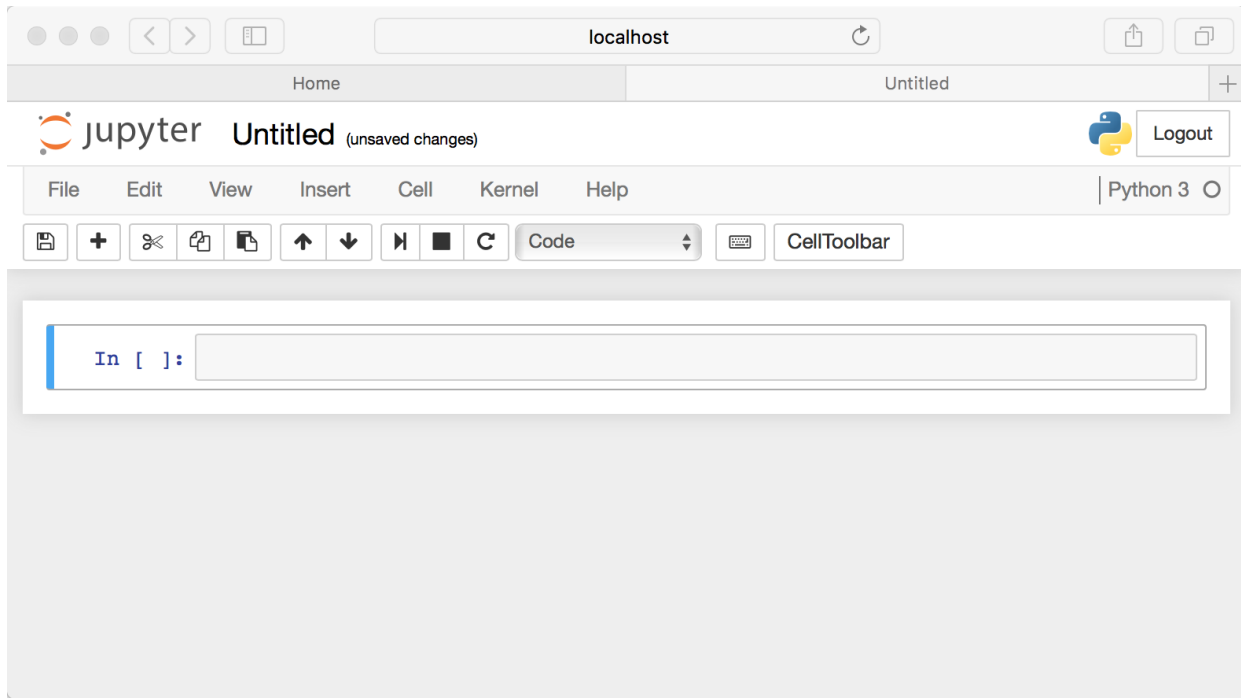 localhost
Home Untitled
jupyter Untitled (unsaved changes) Logout
File Edit View Insert Cell Kernel Help Python 3
Code CellToolbar
In [ ]: